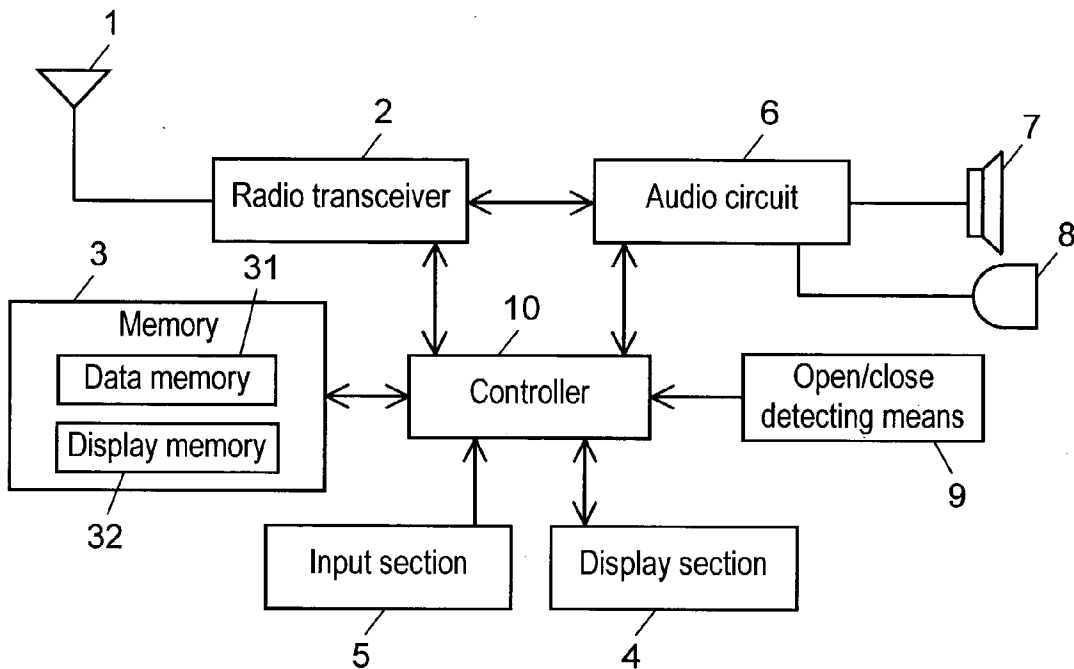 1
2
6
7
Radio transceiver
Audio circuit
8
3
31
10
Memory
Data memory
Display memory
Controller
Open/close
detecting means
9
32
Input section
Display section
5
4